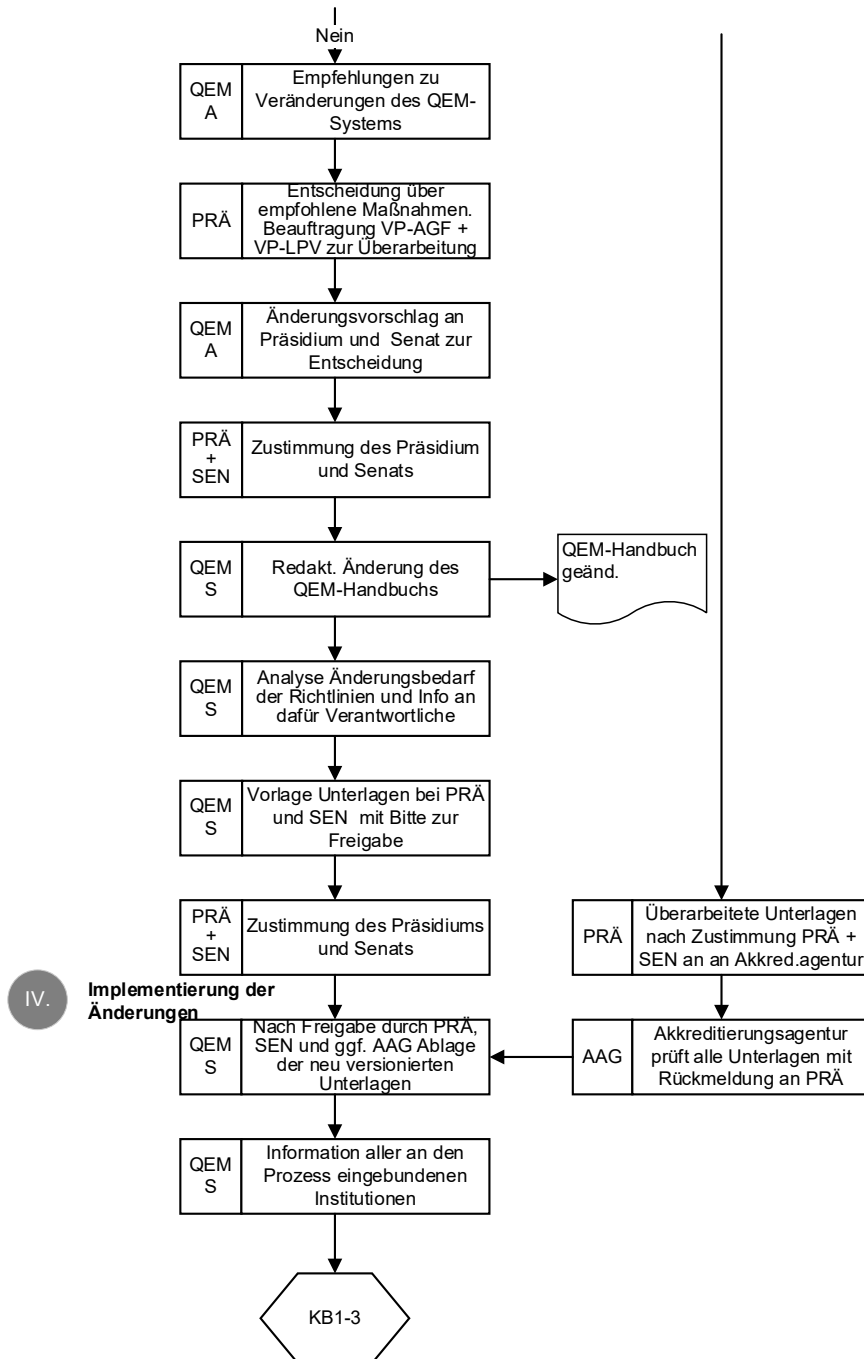 Nein
QEM
A
Empfehlungen zu
Veränderungen des QEM-
Systems
PRÄ
Entscheidung über
empfohlene Maßnahmen.
Beauftragung VP-AGF +
VP-LPV zur Überarbeitung
QEM
A
Änderungsvorschlag an
Präsidium und Senat zur
Entscheidung
PRÄ
+
SEN
Zustimmung des Präsidium
und Senats
QEM
S
Redakt. Änderung des
QEM-Handbuchs
QEM-Handbuch
geänd.
QEM
S
Analyse Änderungsbedarf
der Richtlinien und Info an
dafür Verantwortliche
QEM
S
Vorlage Unterlagen bei PRÄ
und SEN mit Bitte zur
Freigabe
PRÄ
+
SEN
Zustimmung des Präsidiums
und Senats
PRÄ
Überarbeitete Unterlagen
nach Zustimmung PRÄ +
SEN an an Akkred.agentur
IV.
Implementierung der
Änderungen
QEM
S
Nach Freigabe durch PRÄ,
SEN und ggf. AAG Ablage
der neu versionierten
Unterlagen
AAG
Akkreditierungsagentur
prüft alle Unterlagen mit
Rückmeldung an PRÄ
QEM
S
Information aller an den
Prozess eingebundenen
Institutionen
KB1-3